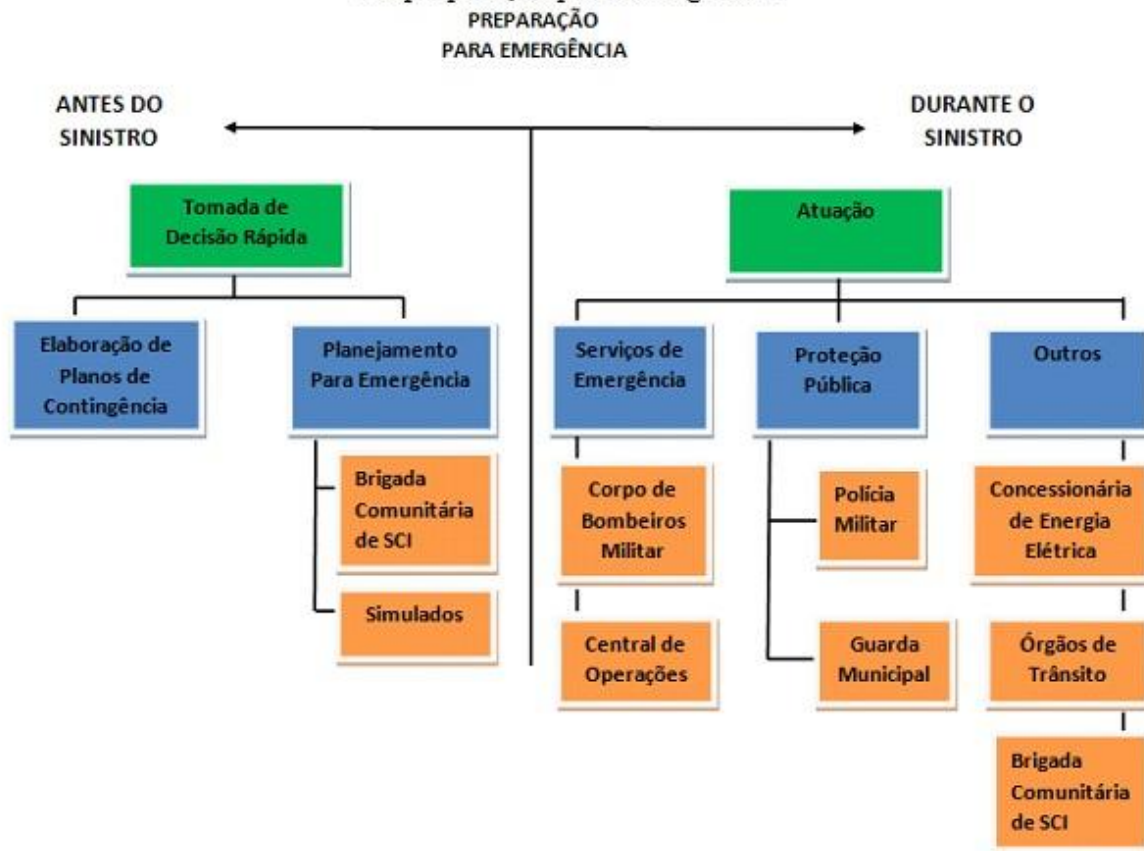 PREPARAÇÃO
PARA EMERGÊNCIA
ANTES DO
SINISTRO
DURANTE O
SINISTRO
Tomada de
Decisão Rápida
Atuação
Elaboração de
Planos de
Contingência
Planejamento
Para Emergência
Serviços de
Emergência
Proteção
Pública
Outros
Brigada
Comunitária
de SCI
Simulados
Corpo de
Bombeiros
Militar
Central de
Operações
Polícia
Militar
Guarda
Municipal
Concessionária
de Energia
Elétrica
Órgãos de
Trânsito
Brigada
Comunitária
de SCI